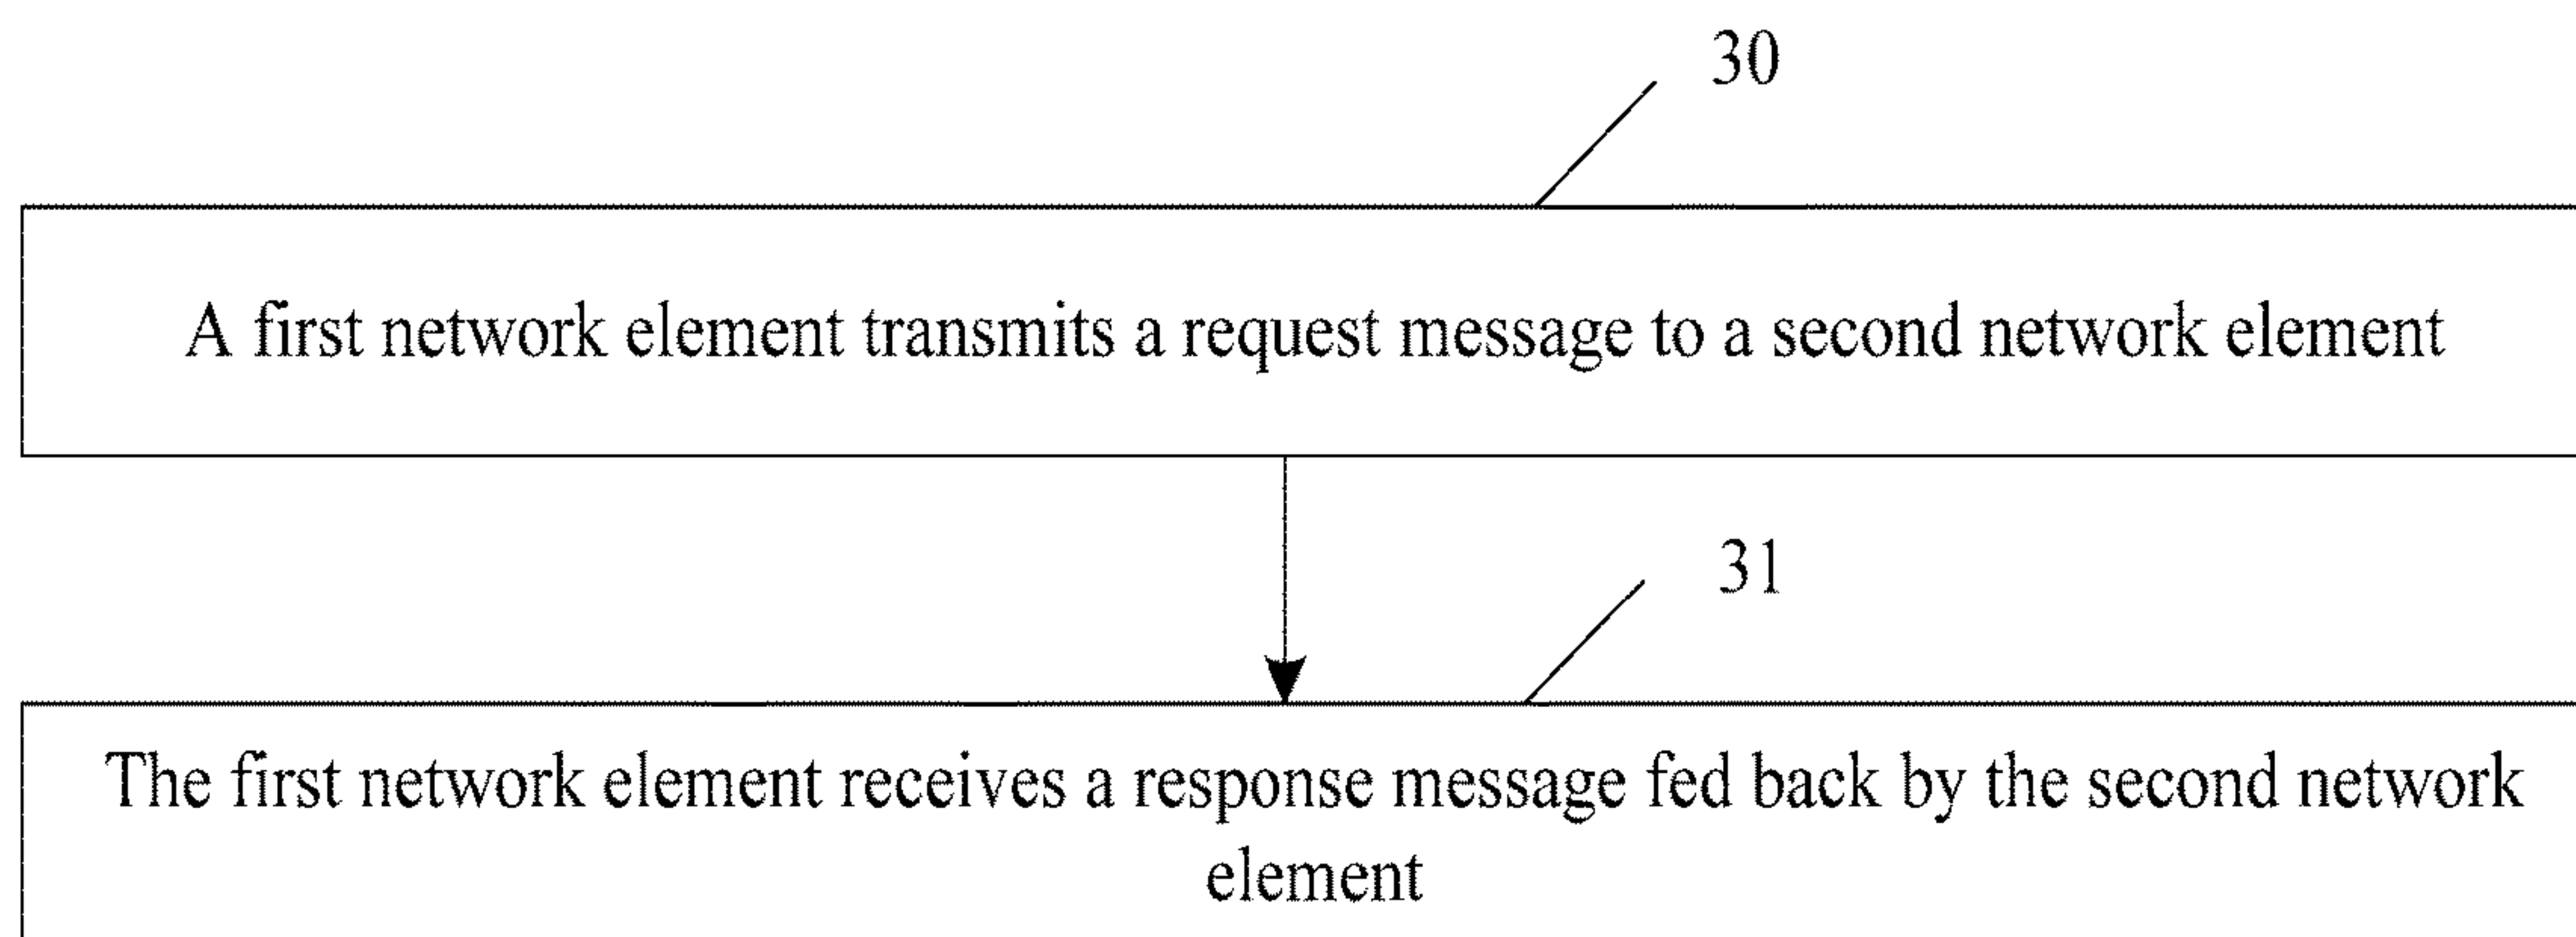 30
A first network element transmits a request message to a second network element
31
The first network element receives a response message fed back by the second network
element